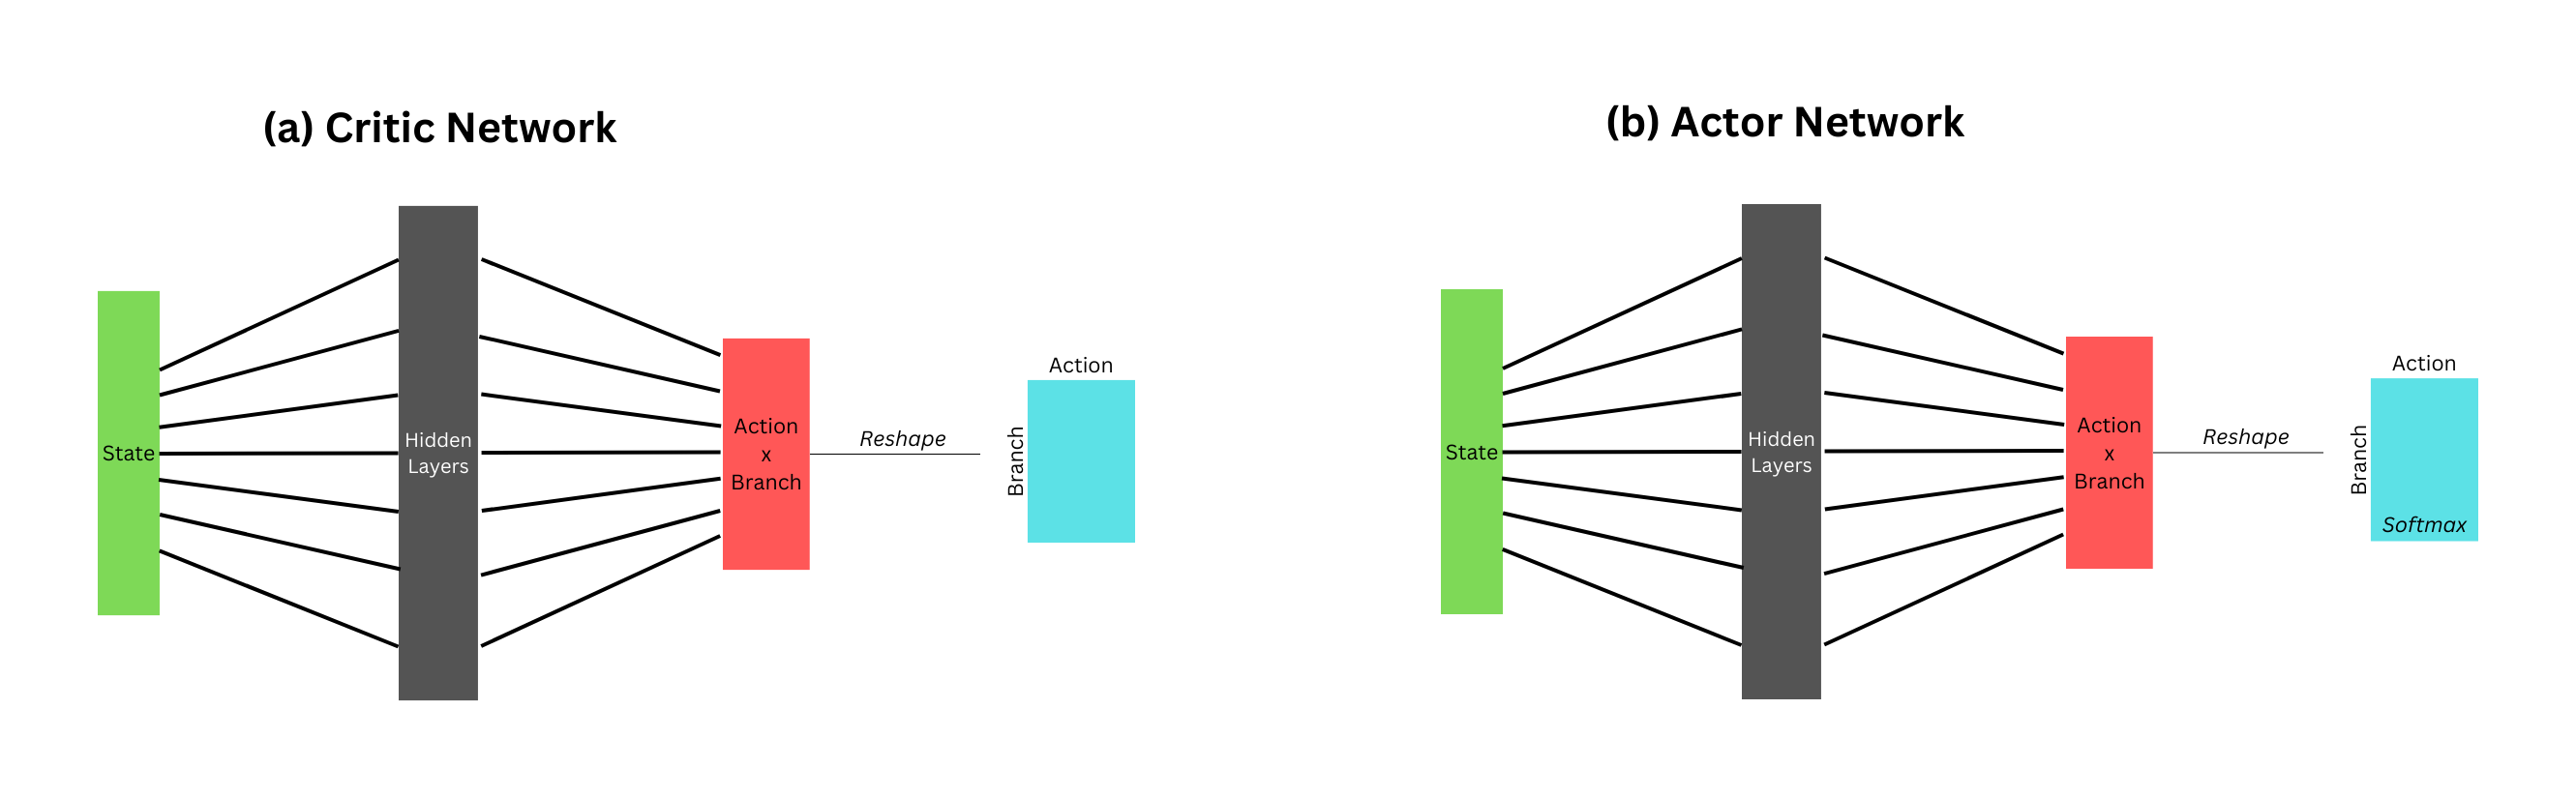 (a) Critic Network
State
Hidden
Layers
Action
x
Branch
Reshape
Action
Branch
(b) Actor Network
State
Hidden
Layers
Action
x
Branch
Reshape
Action
Branch
Softmax